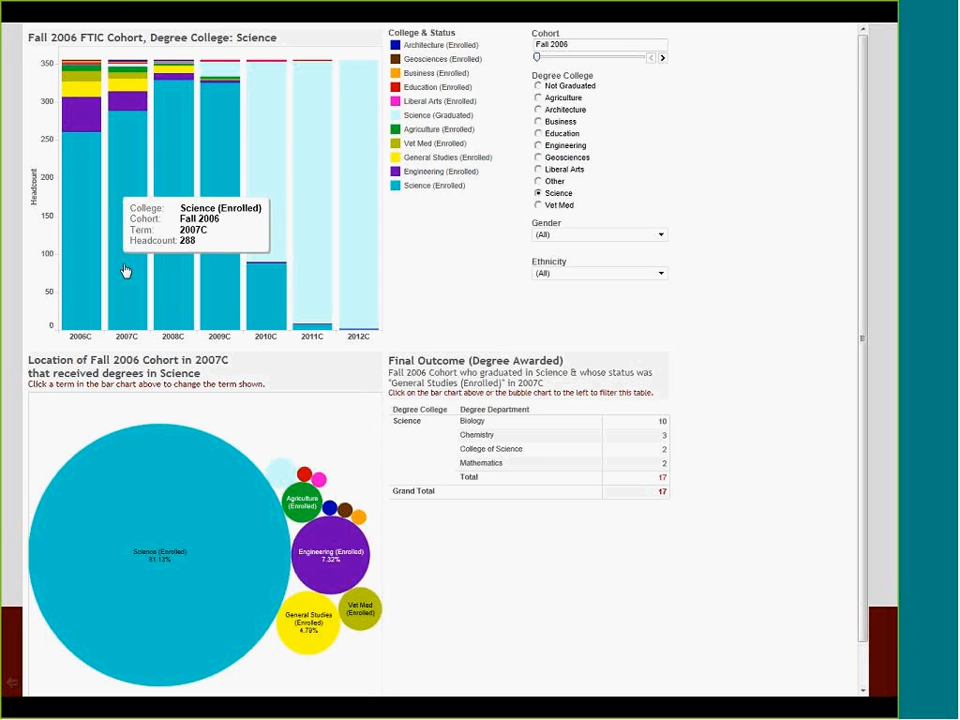 Fall 2006 FTIC Cohort, Degree College: Science
Headcount
350
300
250
200
150
100
50
0
2006C 2007C 2008C 2009C 2010C 2011C 2012C
College: Science (Enrolled)
Cohort: Fall 2006
Term: 2007C
Headcount: 288
College & Status
Architecture (Enrolled)
Geosciences (Enrolled)
Business (Enrolled)
Education (Enrolled)
Liberal Arts (Enrolled)
Science (Graduated)
Agriculture (Enrolled)
Vet Med (Enrolled)
General Studies (Enrolled)
Engineering (Enrolled)
Science (Enrolled)
Cohort
Fall 2006
Degree College
Not Graduated
Agriculture
Architecture
Business
Education
Engineering
Geosciences
Liberal Arts
Other
Science
Vet Med
Gender
(All)
Ethnicity
(All)
Location of Fall 2006 Cohort in 2007C
that received degrees in Science
Click a term in the bar chart above to change the term shown.
Science (Enrolled)
81.13%
Agriculture
(Enrolled)
Engineering (Enrolled)
7.32%
General Studies
(Enrolled)
4.79%
Vet Med
(Enrolled)
Final Outcome (Degree Awarded)
Fall 2006 Cohort who graduated in Science & whose status was
"General Studies (Enrolled)" in 2007C
Click on the bar chart above or the bubble chart to the left to filter this table.
Degree College Degree Department
Science Biology 10
Chemistry 3
College of Science 2
Mathematics 2
Total 17
Grand Total 17